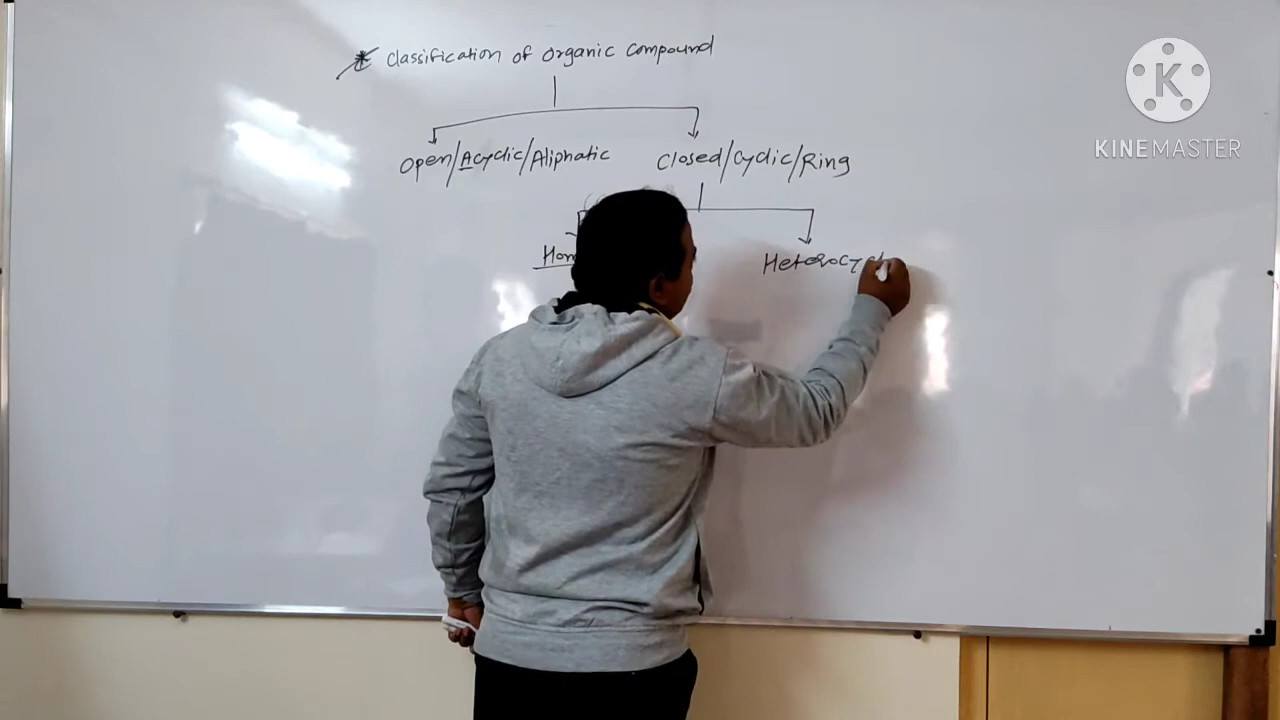 Classification of organic compound
Open/Acyclic/Aliphatic
Closed/Cyclic/Ring
K
KINEMASTER